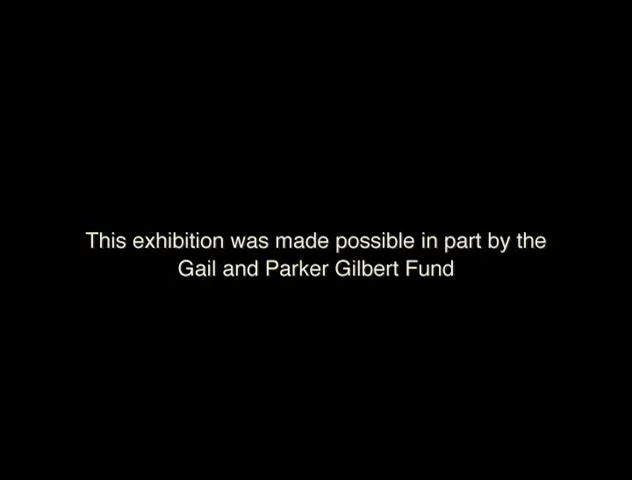 This exhibition was made possible in part by the
Gail and Parker Gilbert Fund